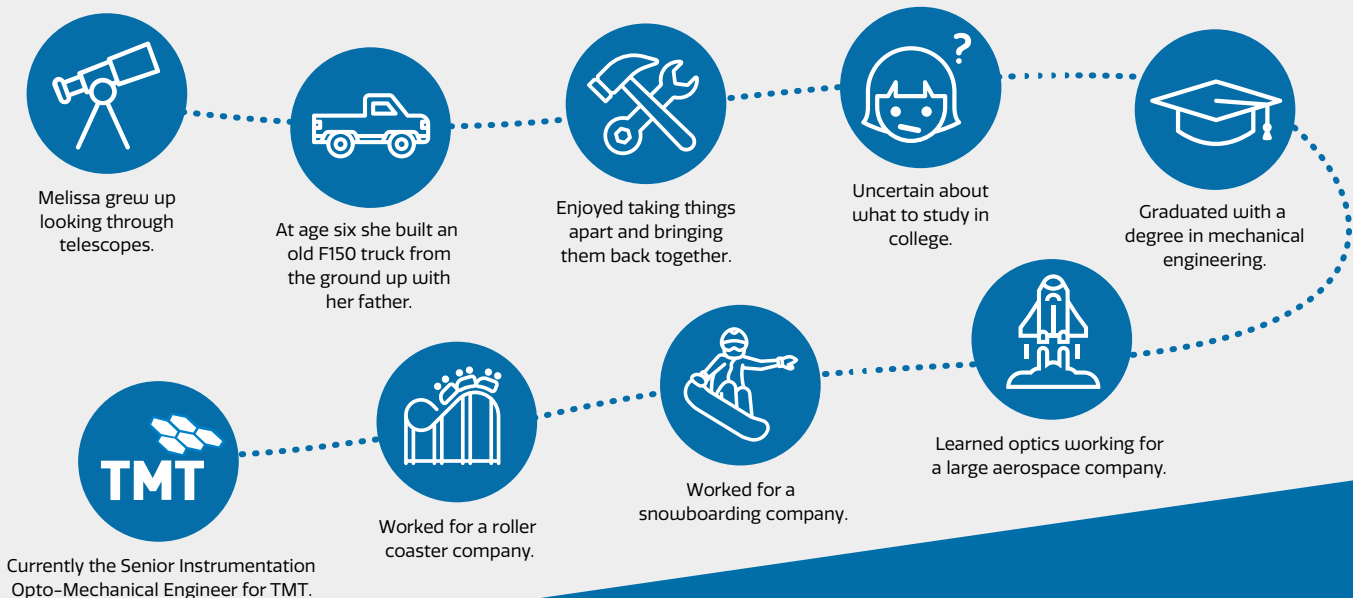 ?
Melissa grew up
looking through
telescopes.
At age six she built an
old F150 truck from
the ground up with
her father.
Enjoyed taking things
apart and bringing
them back together.
Uncertain about
what to study in
college.
Graduated with a
degree in mechanical
engineering.
Learned optics working for
a large aerospace company.
Worked for a
snowboarding company.
Worked for a roller
coaster company.
TMT
Currently the Senior Instrumentation
Opto-Mechanical Engineer for TMT.